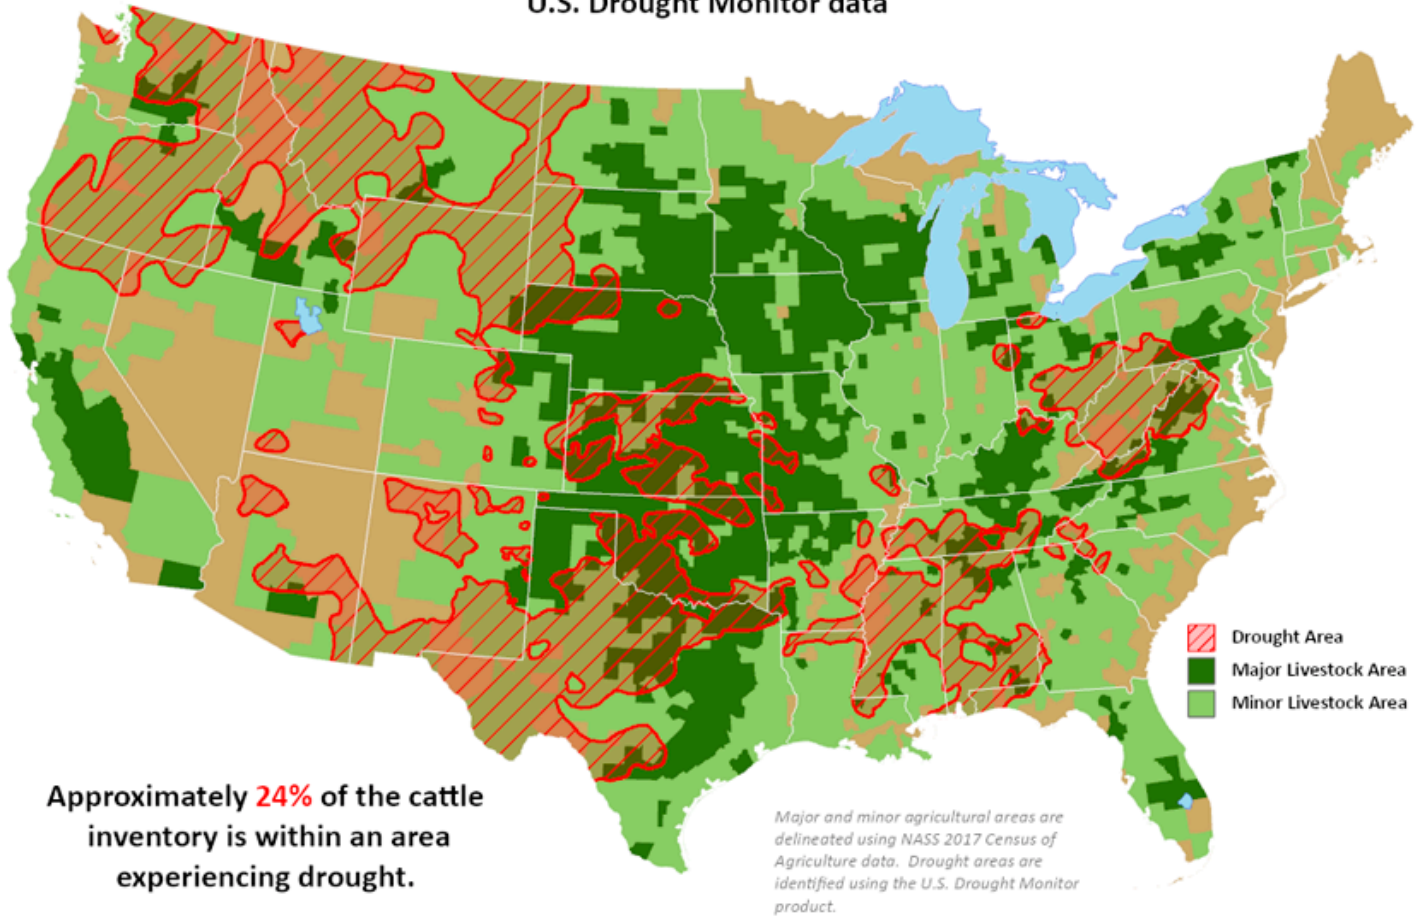 U.S. Drought Monitor data
Drought Area
Major Livestock Area
Minor Livestock Area
Approximately 24% of the cattle
inventory is within an area
experiencing drought.
Major and minor agricultural areas are
delineated using NASS 2017 Census of
Agriculture data. Drought areas are
identified using the U.S. Drought Monitor
product.